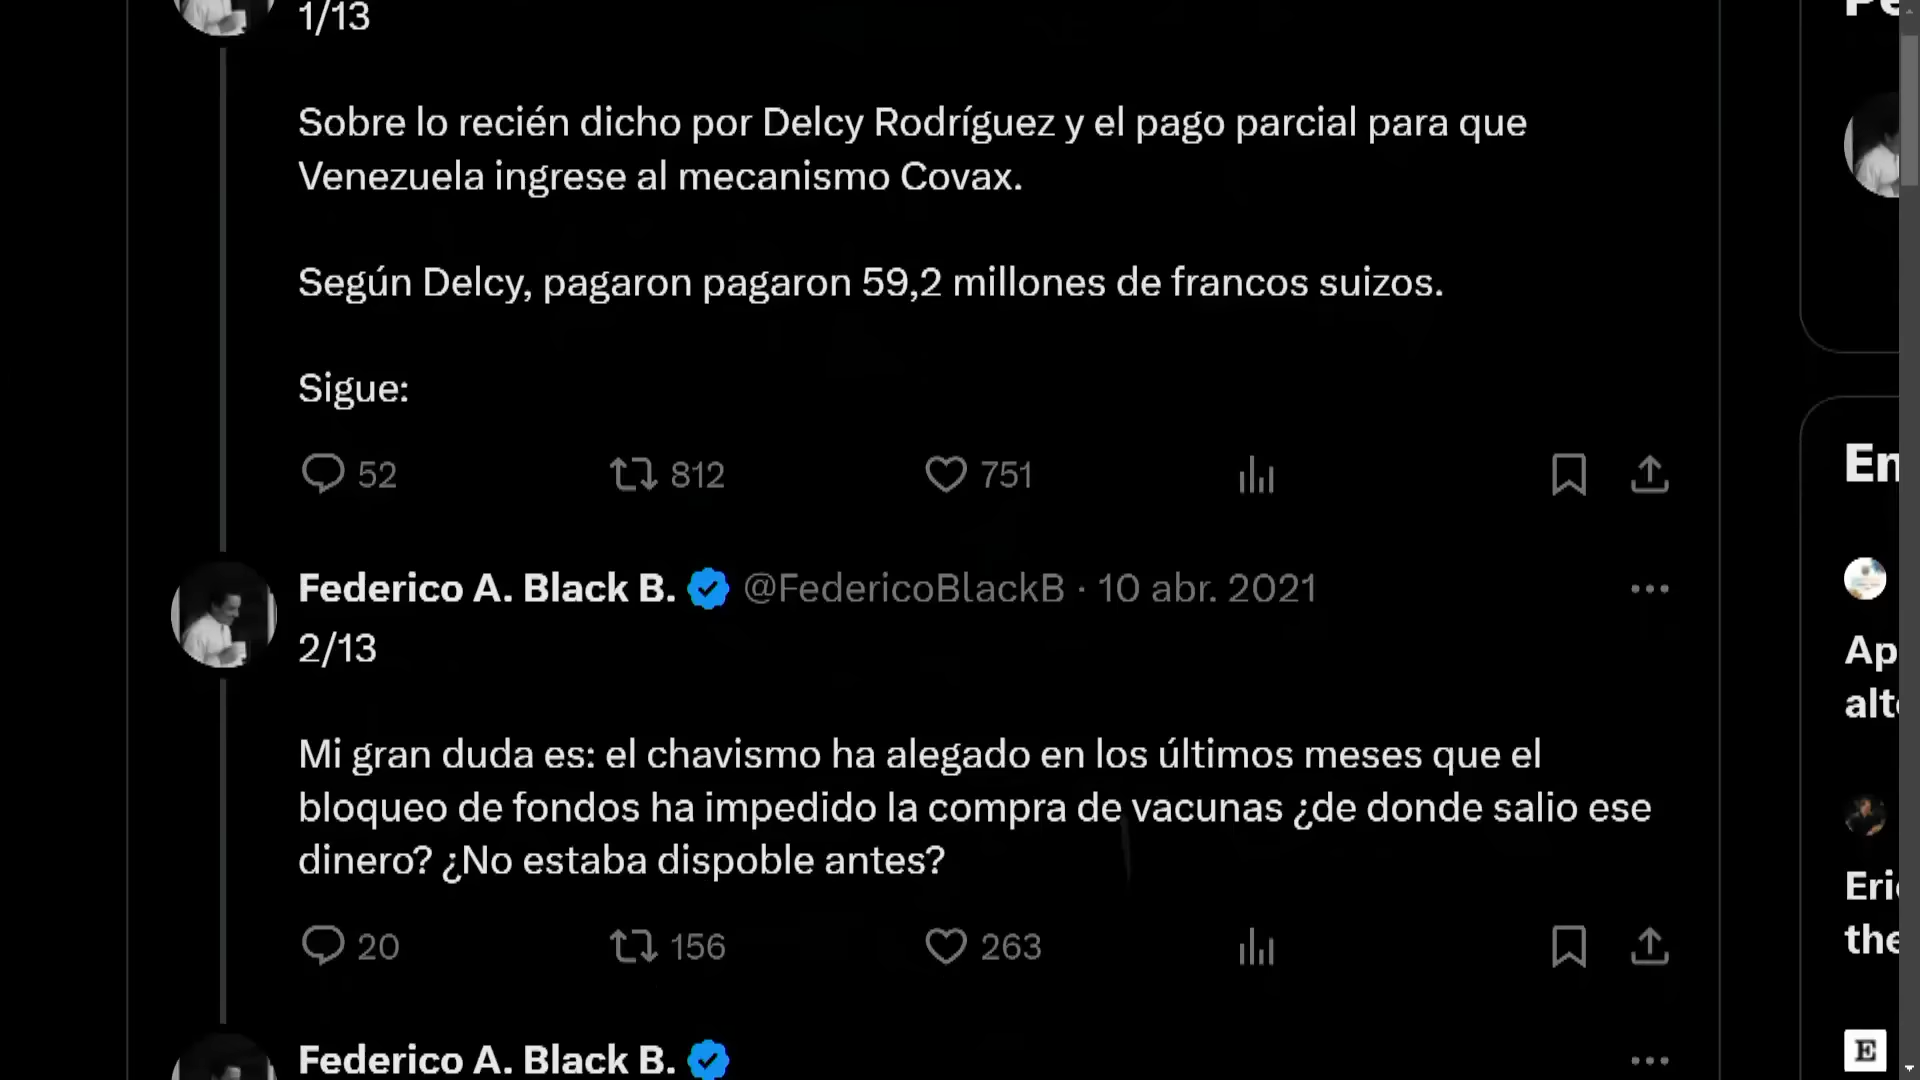 1/13
Sobre lo recién dicho por Delcy Rodríguez y el pago parcial para que
Venezuela ingrese al mecanismo Covax.
Según Delcy, pagaron pagaron 59,2 millones de francos suizos.
Sigue:
52 812 751
Federico A. Black B. @FedericoBlackB · 10 abr. 2021
2/13
Mi gran duda es: el chavismo ha alegado en los últimos meses que el
bloqueo de fondos ha impedido la compra de vacunas ¿de donde salio ese
dinero? ¿No estaba dispoble antes?
20 156 263
Federico A. Black B.
En
Ap
alt
Eri
the
E